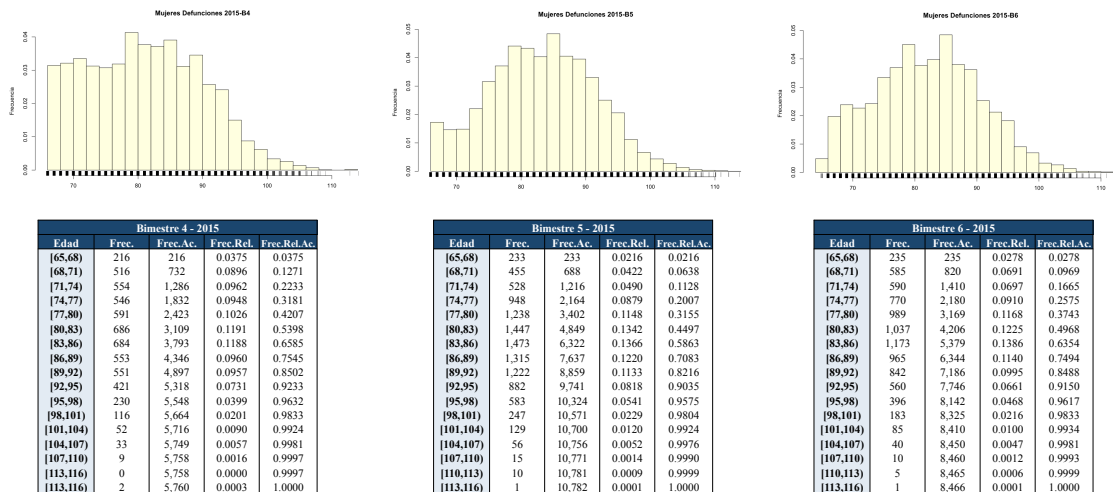 Mujeres Defunciones 2015-B4
Frecuencia
0.00 0.01 0.02 0.03 0.04
70 80 90 100 110
Mujeres Defunciones 2015-B5
Frecuencia
0.00 0.01 0.02 0.03 0.04 0.05
70 80 90 100 110
Mujeres Defunciones 2015-B6
Frecuencia
0.00 0.01 0.02 0.03 0.04 0.05
70 80 90 100 110
Bimestre 4 - 2015
Edad Frec. Frec.Ac. Frec.Rel. Frec.Rel.Ac.
[65,68) 216 216 0.0375 0.0375
[68,71) 516 732 0.0896 0.1271
[71,74) 554 1,286 0.0962 0.2233
[74,77) 546 1,832 0.0948 0.3181
[77,80) 591 2,423 0.1026 0.4207
[80,83) 686 3,109 0.1191 0.5398
[83,86) 684 3,793 0.1188 0.6585
[86,89) 553 4,346 0.0960 0.7545
[89,92) 551 4,897 0.0957 0.8502
[92,95) 421 5,318 0.0731 0.9233
[95,98) 230 5,548 0.0399 0.9632
[98,101) 116 5,664 0.0201 0.9833
[101,104) 52 5,716 0.0090 0.9924
[104,107) 33 5,749 0.0057 0.9981
[107,110) 9 5,758 0.0016 0.9997
[113,116) 0 5,758 0.0000 0.9997
[113,116) 2 5,760 0.0003 1.0000
Bimestre 5 - 2015
Edad Frec. Frec.Ac. Frec.Rel. Frec.Rel.Ac.
[65,68) 233 233 0.0216 0.0216
[68,71) 455 688 0.0422 0.0638
[71,74) 528 1,216 0.0490 0.1128
[74,77) 948 2,164 0.0879 0.2007
[77,80) 1,238 3,402 0.1148 0.3155
[80,83) 1,447 4,849 0.1342 0.4497
[83,86) 1,473 6,322 0.1366 0.5863
[86,89) 1,315 7,637 0.1220 0.7083
[89,92) 1,222 8,859 0.1133 0.8216
[92,95) 882 9,741 0.0818 0.9035
[95,98) 583 10,324 0.0541 0.9575
[98,101) 247 10,571 0.0229 0.9804
[101,104) 129 10,700 0.0120 0.9924
[104,107) 56 10,756 0.0052 0.9976
[107,110) 15 10,771 0.0014 0.9990
[110,113) 10 10,781 0.0009 0.9999
[113,116) 1 10,782 0.0001 1.0000
Bimestre 6 - 2015
Edad Frec. Frec.Ac. Frec.Rel. Frec.Rel.Ac.
[65,68) 235 235 0.0278 0.0278
[68,71) 585 820 0.0691 0.0969
[71,74) 590 1,410 0.0697 0.1665
[74,77) 770 2,180 0.0910 0.2575
[77,80) 989 3,169 0.1168 0.3743
[80,83) 1,037 4,206 0.1225 0.4968
[83,86) 1,173 5,379 0.1386 0.6354
[86,89) 965 6,344 0.1140 0.7494
[89,92) 842 7,186 0.0995 0.8488
[92,95) 560 7,746 0.0661 0.9150
[95,98) 396 8,142 0.0468 0.9617
[98,101) 183 8,325 0.0216 0.9833
[101,104) 85 8,410 0.0100 0.9934
[104,107) 40 8,450 0.0047 0.9981
[107,110) 10 8,460 0.0012 0.9993
[110,113) 5 8,465 0.0006 0.9999
[113,116) 1 8,466 0.0001 1.0000